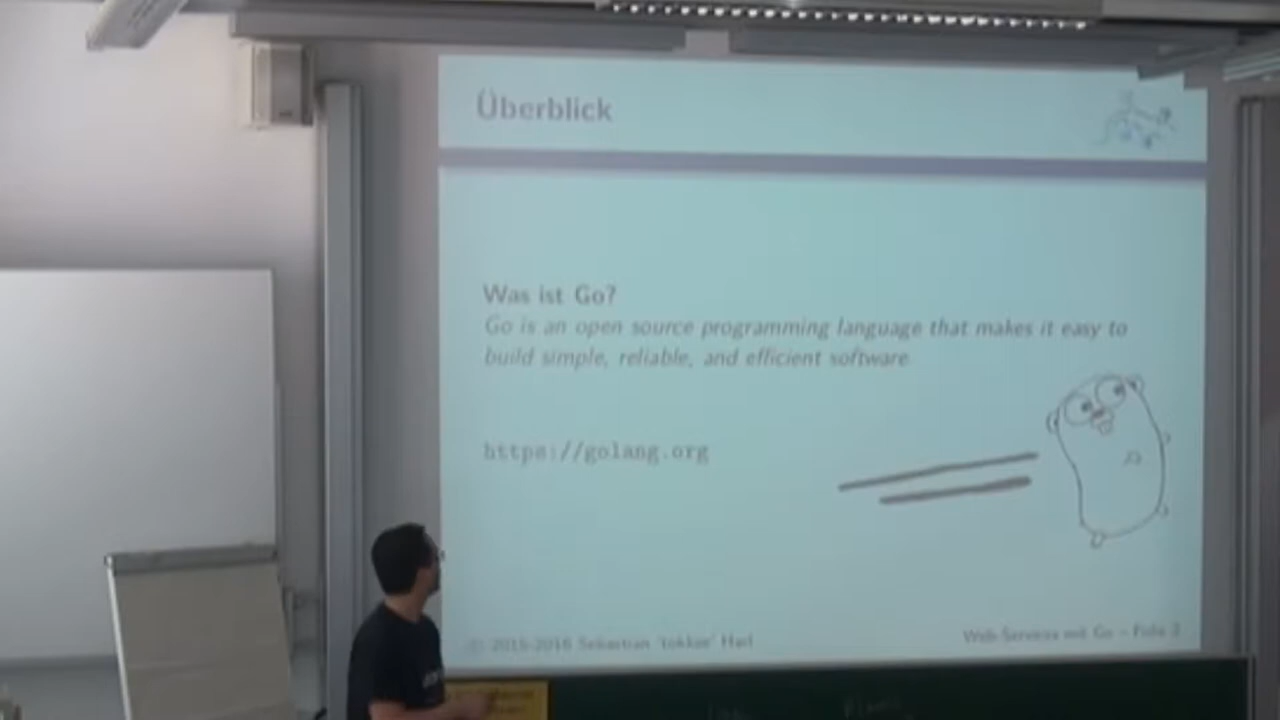 Überblick
Was ist Go?
Go is an open source programming language that makes it easy to
build simple, reliable, and efficient software
https://golang.org
© 2015-2016 Sebastian 'tokkee' Harl
Web-Services mit Go – Folie 3